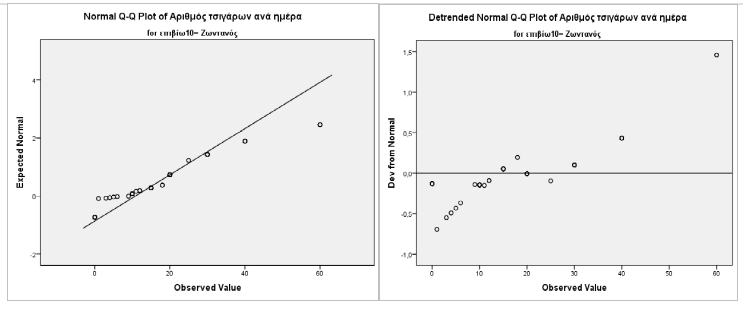 Normal Q-Q Plot of Αριθμός τσιγάρων ανά ημέρα
for επιβίω10= Ζωντανός
Expected Normal
4
2
0
-2
0
20
40
60
Observed Value
Detrended Normal Q-Q Plot of Αριθμός τσιγάρων ανά ημέρα
for επιβίω10= Ζωντανός
Dev from Normal
1,5
1,0
0,5
0,0
-0,5
-1,0
0
10
20
30
40
50
60
Observed Value